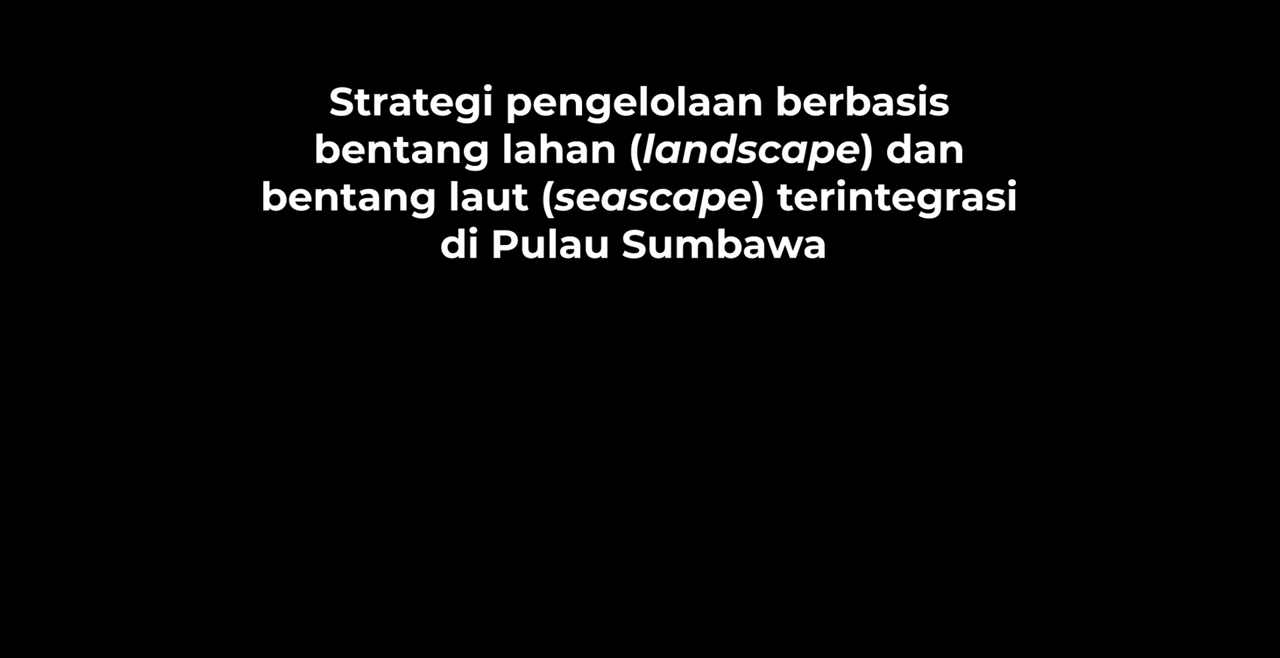 Strategi pengelolaan berbasis
bentang lahan (landscape) dan
bentang laut (seascape) terintegrasi
di Pulau Sumbawa